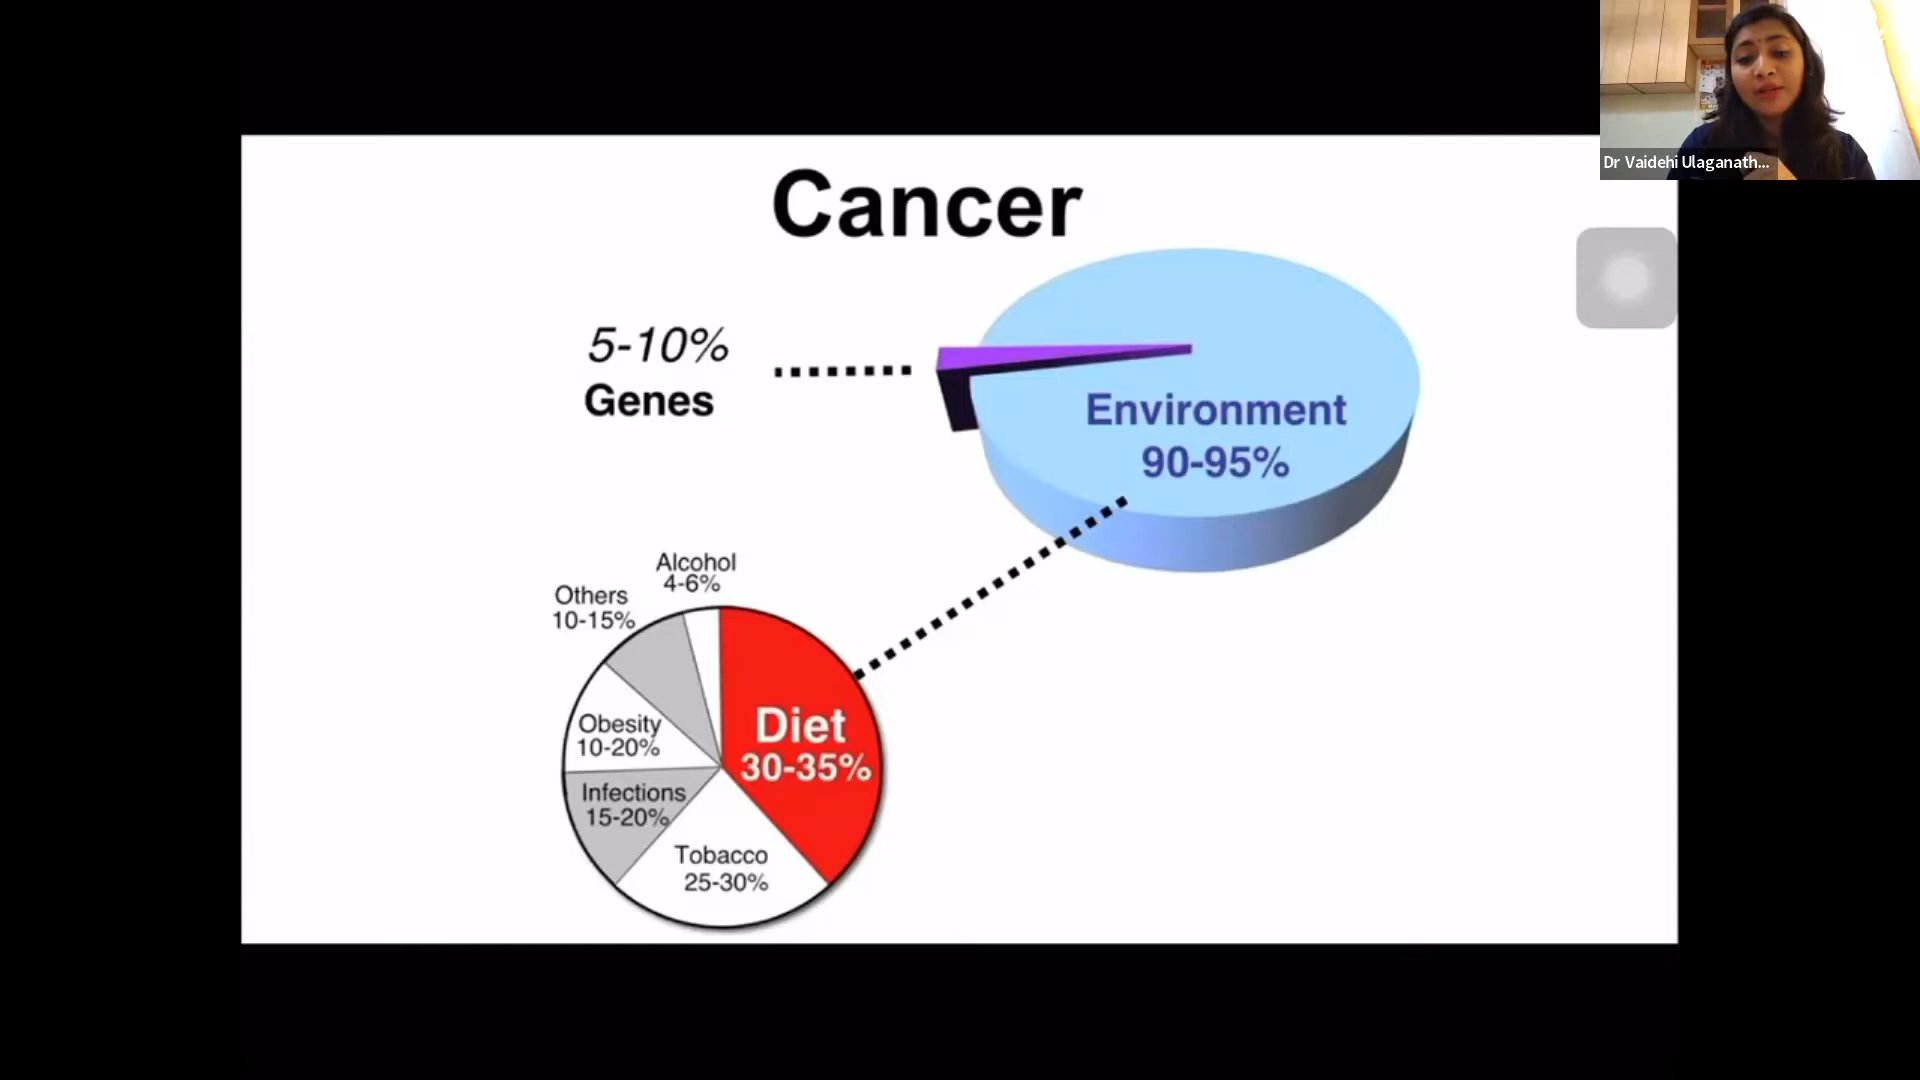 Dr Vaidehi Ulaganath...
Cancer
5-10%
Genes
Environment
90-95%
Alcohol
4-6%
Others
10-15%
Obesity
10-20%
Diet
30-35%
Infections
15-20%
Tobacco
25-30%